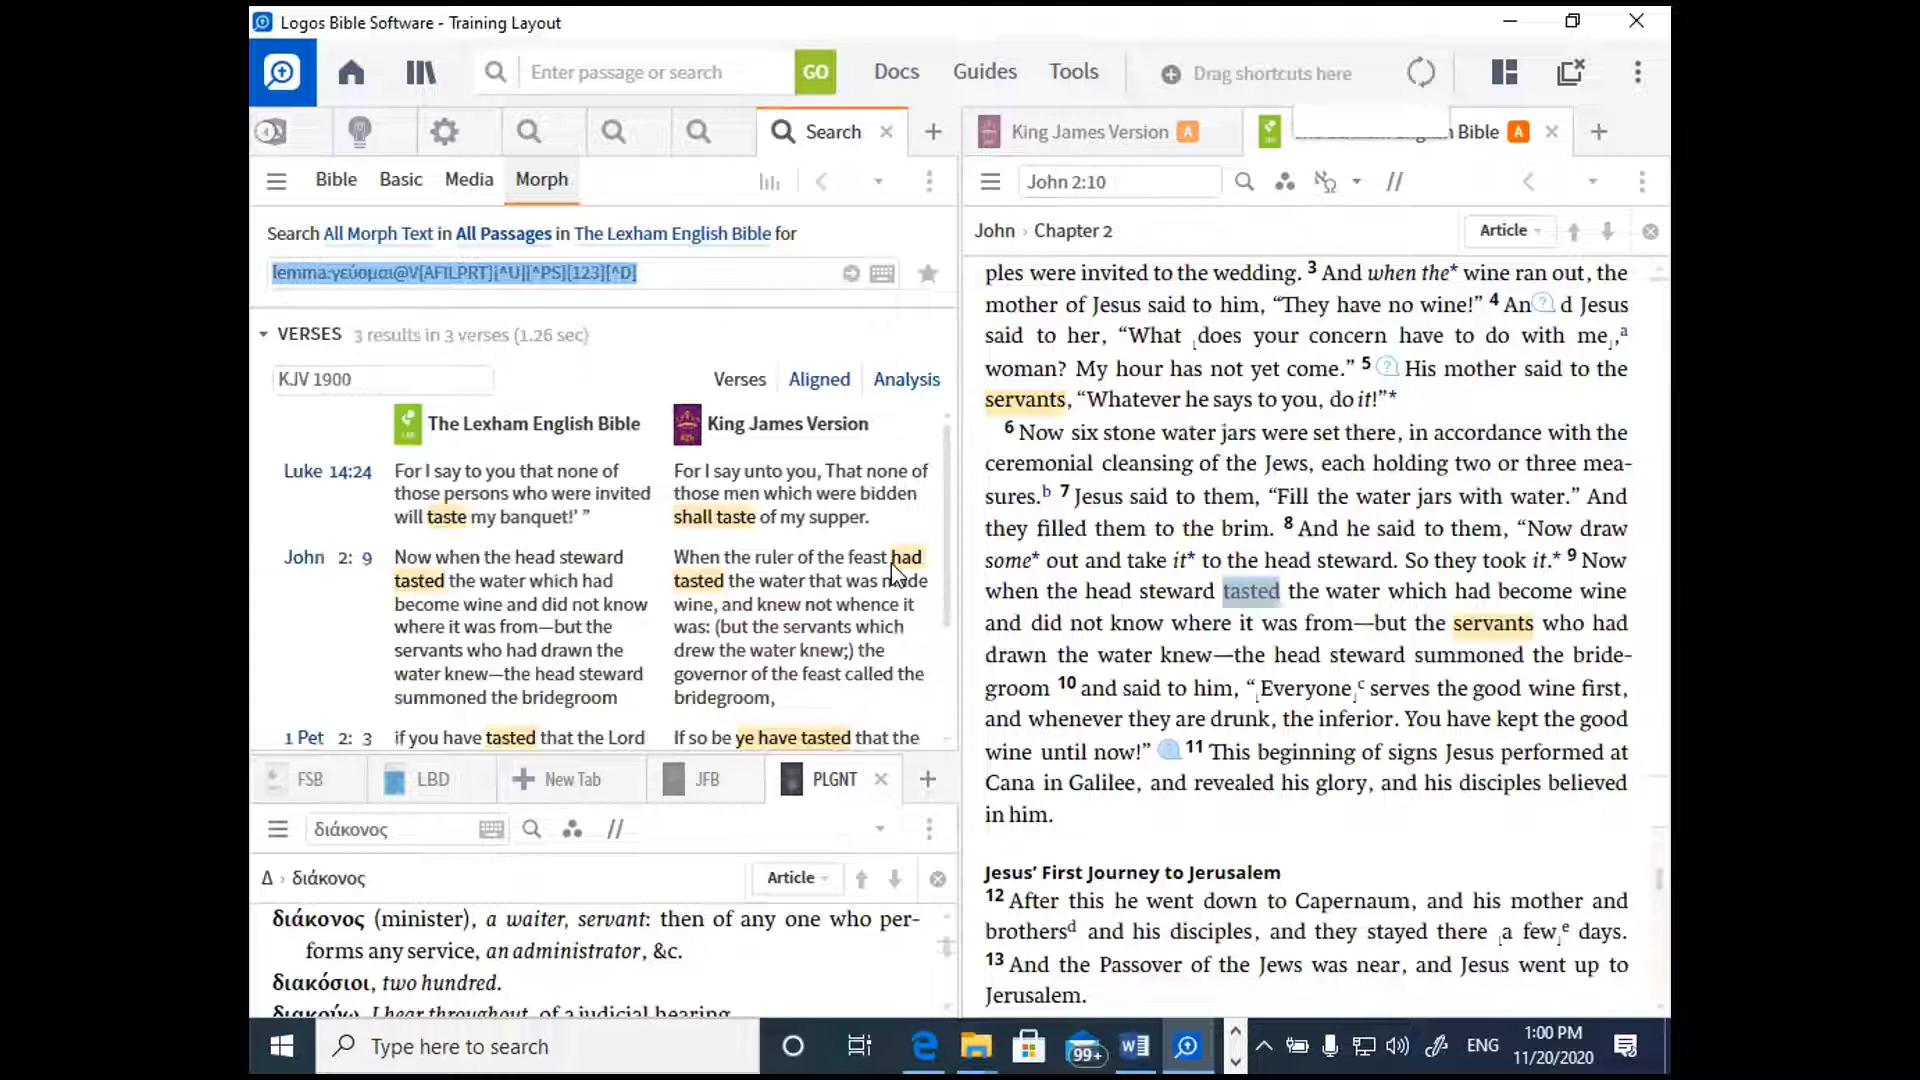 Logos Bible Software - Training Layout
Enter passage or search
GO
Docs
Guides
Tools
Drag shortcuts here
Search
King James Version A
Bible A
Bible
Basic
Media
Morph
John 2:10
Search All Morph Text in All Passages in The Lexham English Bible for
lemma:γεύομαι@V[AFILPRT][^U][^PS][123][^D]
VERSES 3 results in 3 verses (1.26 sec)
KJV 1900
Verses
Aligned
Analysis
The Lexham English Bible
King James Version
Luke 14:24
For I say to you that none of
those persons who were invited
will taste my banquet!’ ”
For I say unto you, That none of
those men which were bidden
shall taste of my supper.
John 2: 9
Now when the head steward
tasted the water which had
become wine and did not know
where it was from—but the
servants who had drawn the
water knew—the head steward
summoned the bridegroom
When the ruler of the feast had
tasted the water that was made
wine, and knew not whence it
was: (but the servants which
drew the water knew;) the
governor of the feast called the
bridegroom,
1 Pet 2: 3
if you have tasted that the Lord
If so be ye have tasted that the
FSB
LBD
New Tab
JFB
PLGNT
διάκονος
Δ › διάκονος
Article
διάκονος (minister), a waiter, servant: then of any one who per-
forms any service, an administrator, &c.
διακόσιοι, two hundred.
διακούω, I hear throughout, of a judicial hearing.
John › Chapter 2
Article
ples were invited to the wedding. 3 And when the* wine ran out, the
mother of Jesus said to him, “They have no wine!” 4 An d Jesus
said to her, “What ⌞does your concern have to do with me⌟,a
woman? My hour has not yet come.” 5 His mother said to the
servants, “Whatever he says to you, do it!”*
6 Now six stone water jars were set there, in accordance with the
ceremonial cleansing of the Jews, each holding two or three mea-
sures.b 7 Jesus said to them, “Fill the water jars with water.” And
they filled them to the brim. 8 And he said to them, “Now draw
some* out and take it* to the head steward. So they took it.* 9 Now
when the head steward tasted the water which had become wine
and did not know where it was from—but the servants who had
drawn the water knew—the head steward summoned the bride-
groom 10 and said to him, “⌞Everyone⌟c serves the good wine first,
and whenever they are drunk, the inferior. You have kept the good
wine until now!” 11 This beginning of signs Jesus performed at
Cana in Galilee, and revealed his glory, and his disciples believed
in him.
Jesus’ First Journey to Jerusalem
12 After this he went down to Capernaum, and his mother and
brothersd and his disciples, and they stayed there ⌞a few⌟e days.
13 And the Passover of the Jews was near, and Jesus went up to
Jerusalem.
Type here to search
99+
ENG
1:00 PM
11/20/2020